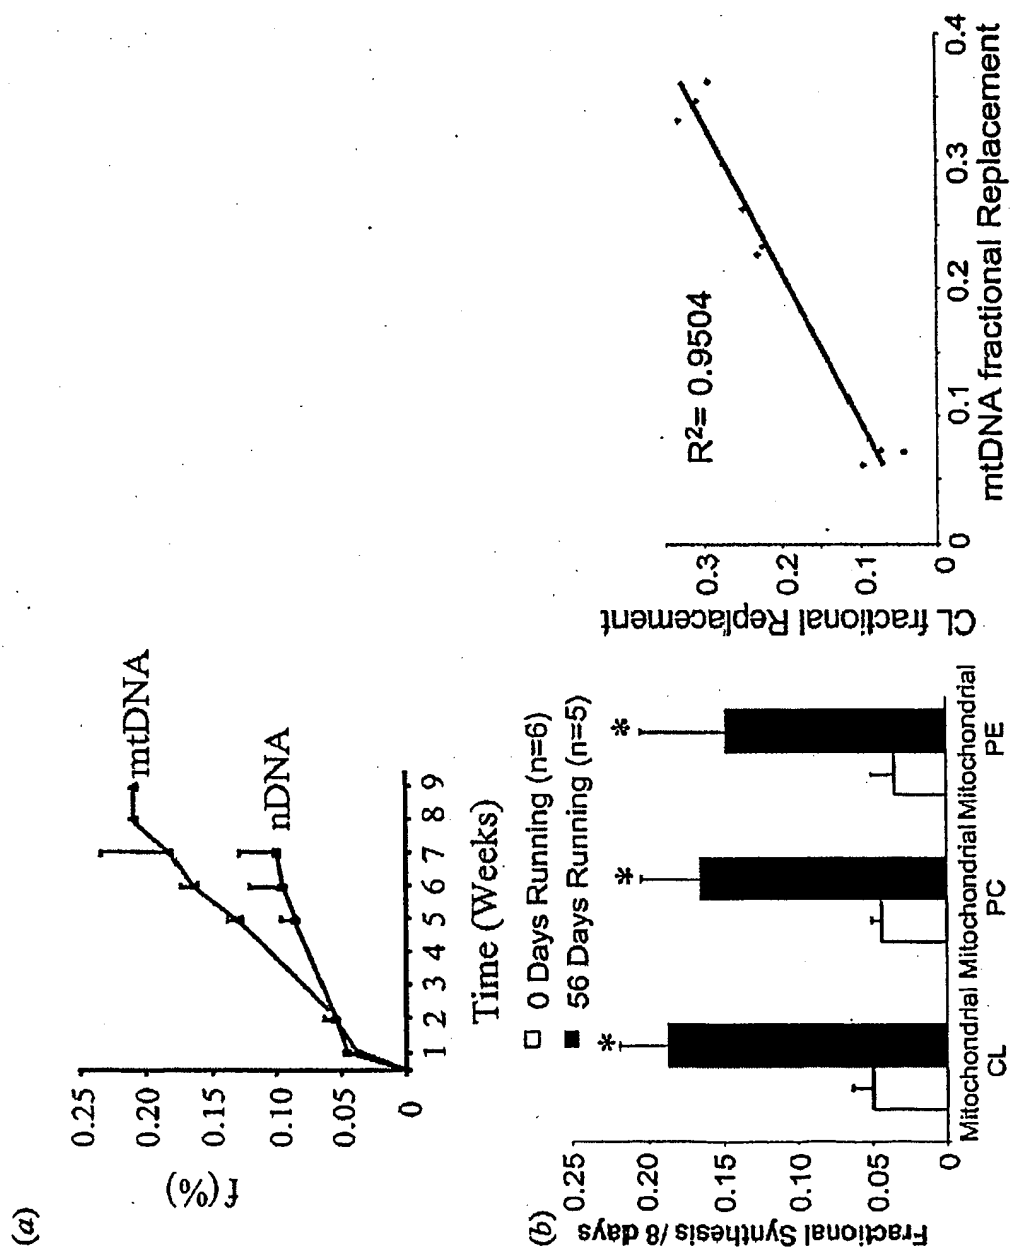 (a)
f (%)
0.25
0.20
0.15
0.10
0.05
0
mtDNA
nDNA
1 2 3 4 5 6 7 8 9
Time (Weeks)
(b)
□ 0 Days Running (n=6)
■ 56 Days Running (n=5)
Fractional Synthesis /8 days
0.25
0.20
0.15
0.10
0.05
0
*
*
*
Mitochondrial Mitochondrial Mitochondrial
CL PC PE
CL fractional Replacement
0.3
0.2
0.1
0
R²= 0.9504
0 0.1 0.2 0.3 0.4
mtDNA fractional Replacement